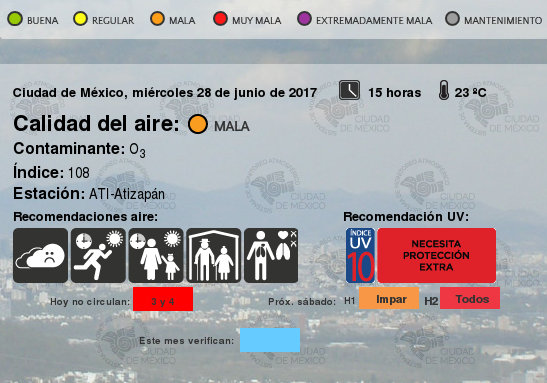 BUENA REGULAR MALA MUY MALA EXTREMADAMENTE MALA MANTENIMIENTO
Ciudad de México, miércoles 28 de junio de 2017 15 horas 23 ºC
Calidad del aire: MALA
Contaminante: O3
Índice: 108
Estación: ATI-Atizapán
Recomendaciones aire: Recomendación UV:
ÍNDICE
UV
10
NECESITA
PROTECCIÓN
EXTRA
Hoy no circulan: 3 y 4 Próx. sábado: H1 Impar H2 Todos
Este mes verifican:
MONITOREO ATMOSFÉRICO
CIUDAD
DE MÉXICO